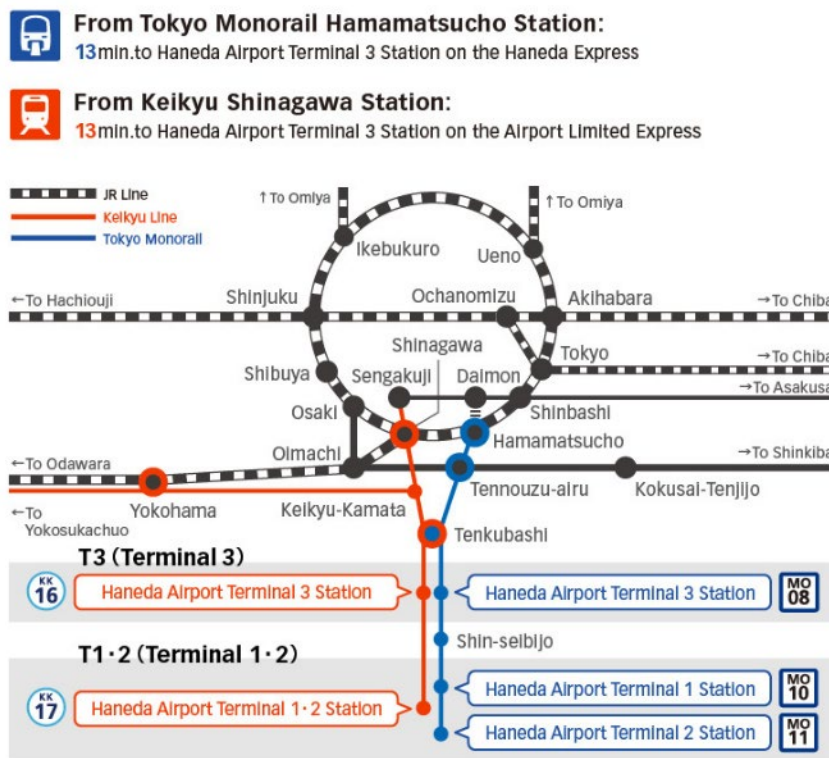 From Tokyo Monorail Hamamatsucho Station:
13min.to Haneda Airport Terminal 3 Station on the Haneda Express
From Keikyu Shinagawa Station:
13min.to Haneda Airport Terminal 3 Station on the Airport Limited Express
JR Line
Keikyu Line
Tokyo Monorail
↑To Omiya
↑To Omiya
Ikebukuro
Ueno
←To Hachiouji
Shinjuku
Ochanomizu
Akihabara
→To Chiba
Shinagawa
Tokyo
→To Chiba
Shibuya
Sengakuji
Daimon
→To Asakusa
Osaki
Shinbashi
Oimachi
Hamamatsucho
←To Odawara
→To Shinkiba
Yokohama
Keikyu-Kamata
Tennouzu-airu
Kokusai-Tenjijo
←To
Yokosukachuo
Tenkubashi
T3 (Terminal 3)
KK
16
Haneda Airport Terminal 3 Station
Haneda Airport Terminal 3 Station
MO
08
Shin-seibijo
T1·2 (Terminal 1·2)
KK
17
Haneda Airport Terminal 1·2 Station
Haneda Airport Terminal 1 Station
MO
10
Haneda Airport Terminal 2 Station
MO
11